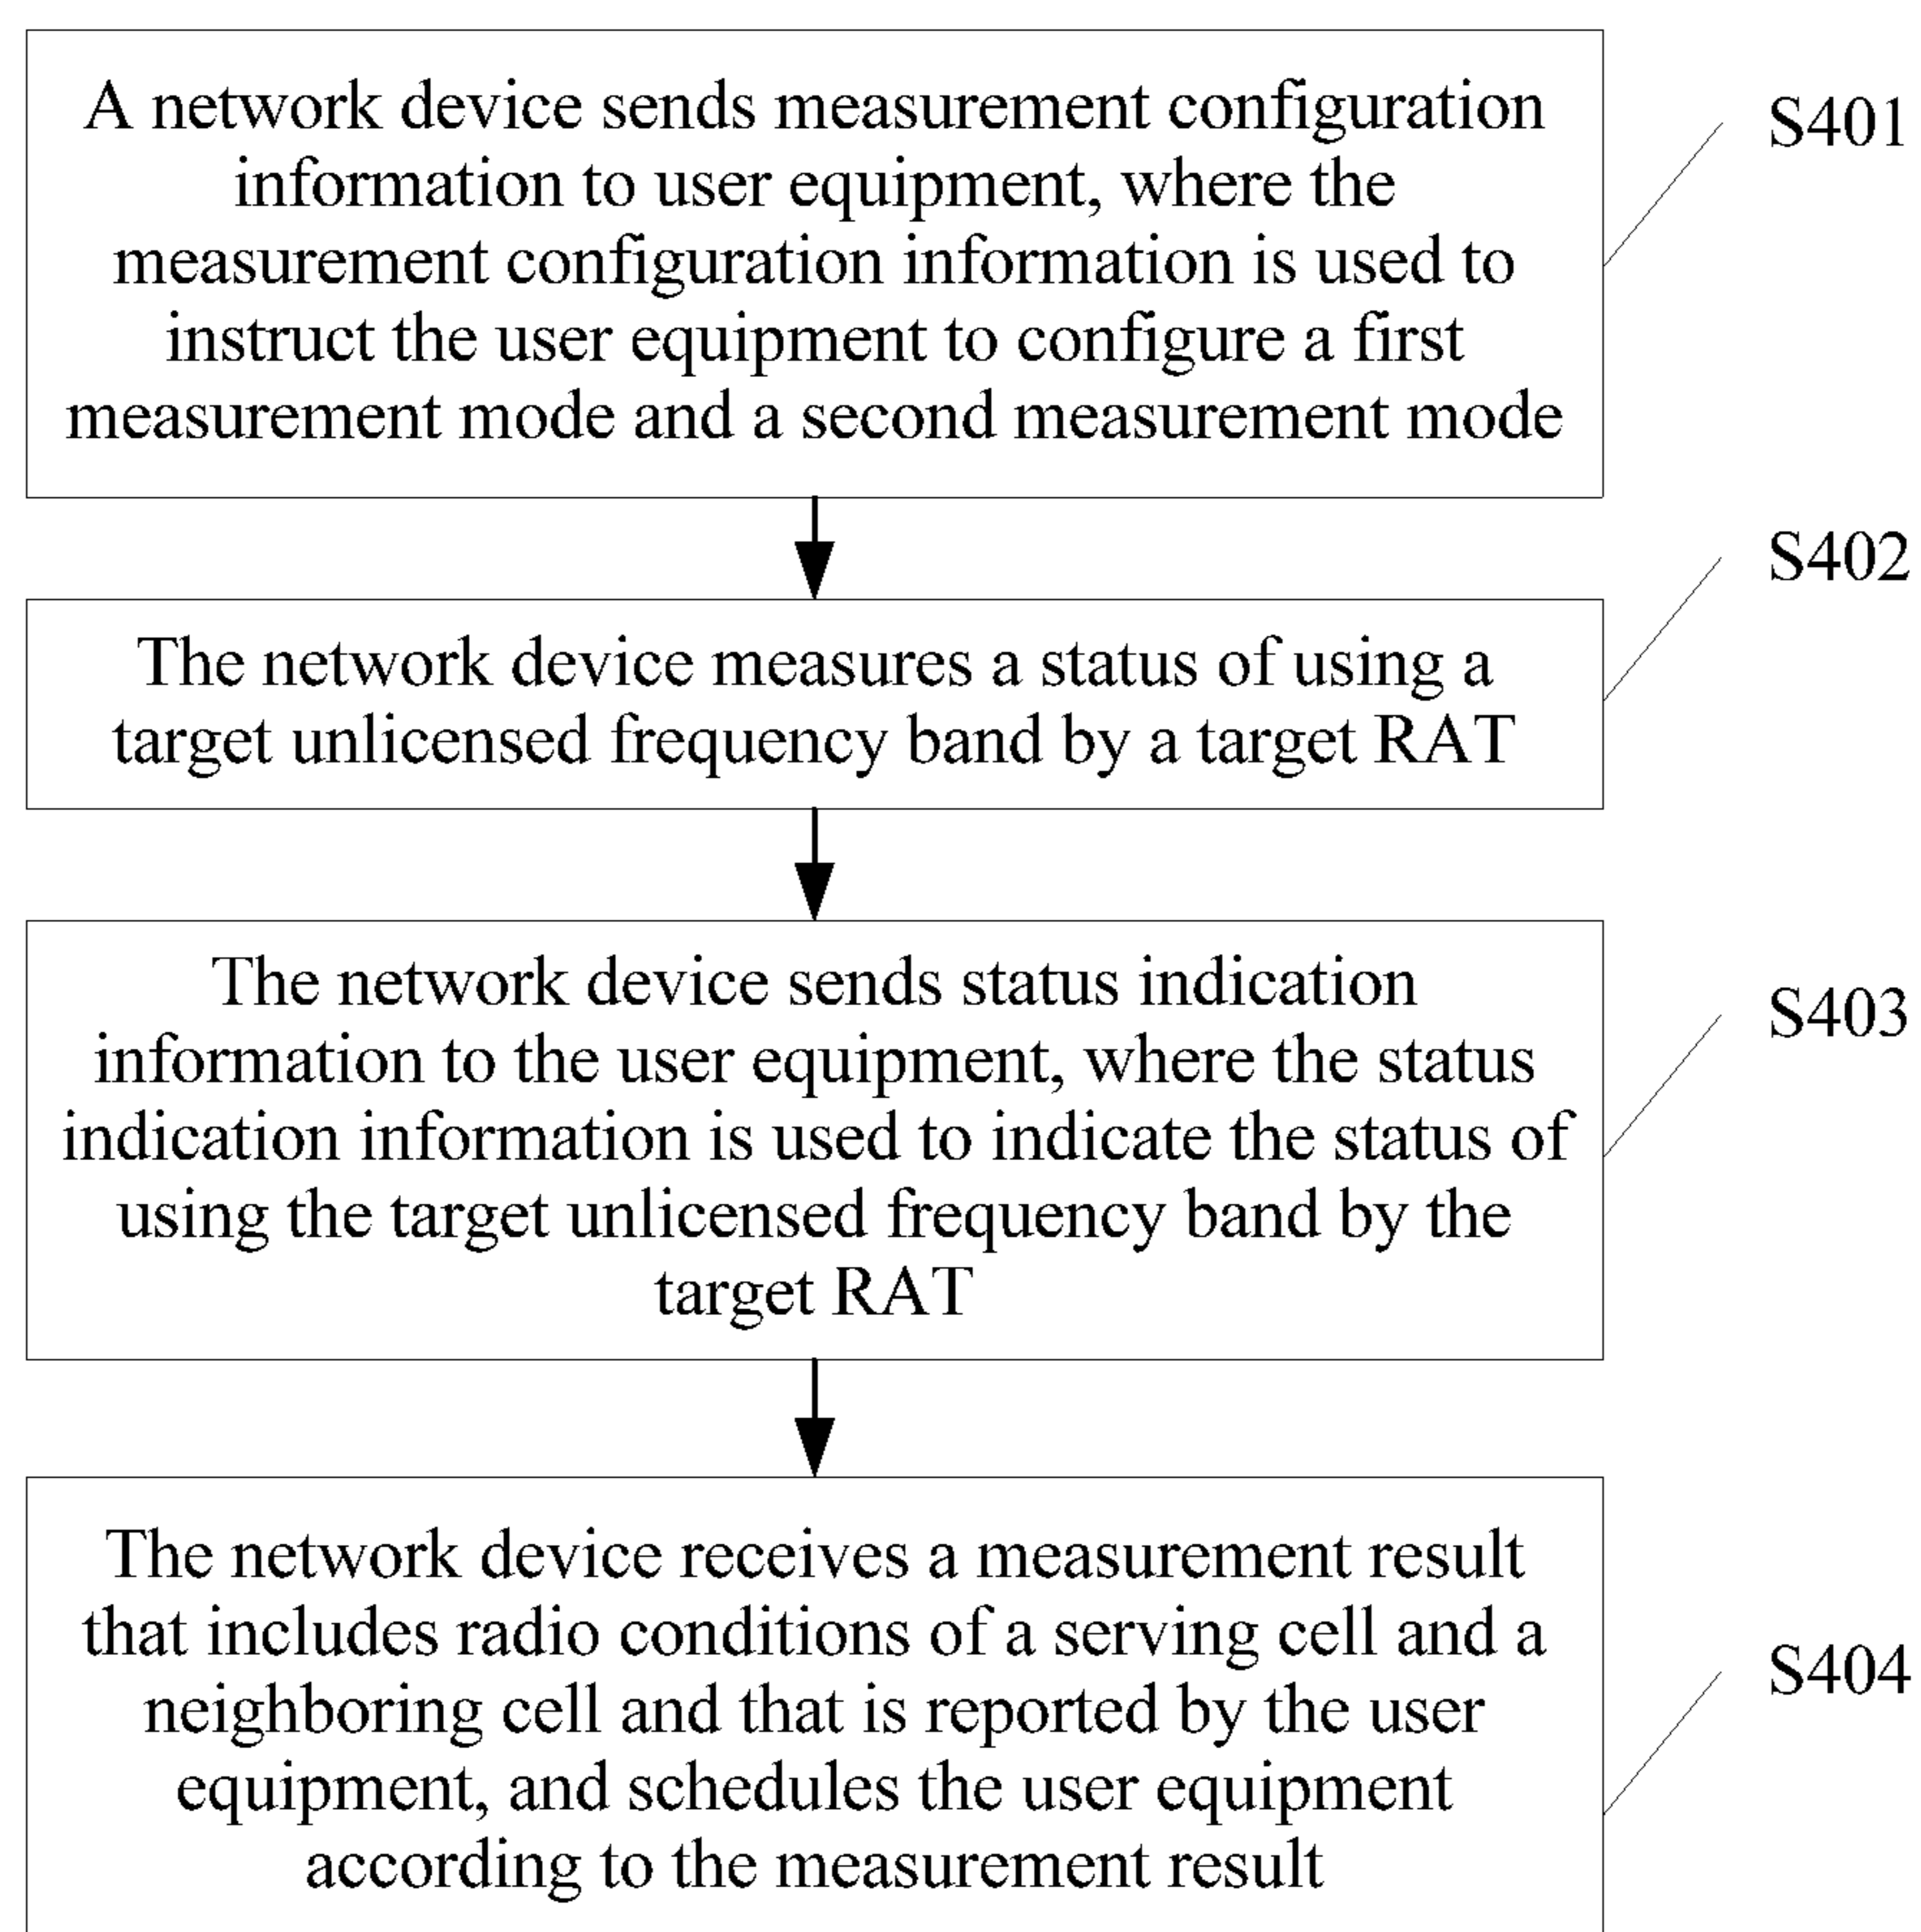 A network device sends measurement configuration
information to user equipment, where the
measurement configuration information is used to
instruct the user equipment to configure a first
measurement mode and a second measurement mode
S401
The network device measures a status of using a
target unlicensed frequency band by a target RAT
S402
The network device sends status indication
information to the user equipment, where the status
indication information is used to indicate the status of
using the target unlicensed frequency band by the
target RAT
S403
The network device receives a measurement result
that includes radio conditions of a serving cell and a
neighboring cell and that is reported by the user
equipment, and schedules the user equipment
according to the measurement result
S404